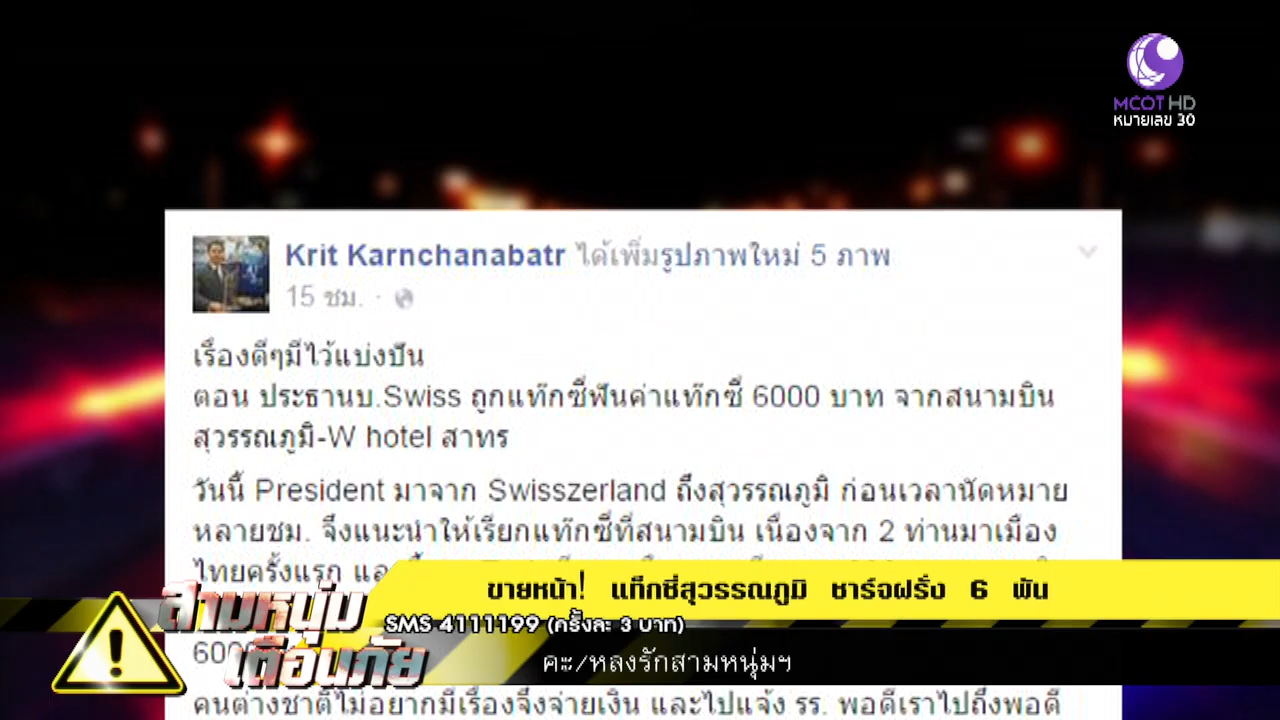 MCOT HD
หมายเลข 30
Krit Karnchanabatr ได้เพิ่มรูปภาพใหม่ 5 ภาพ
15 ชม.
เรื่องดีๆมีไว้แบ่งปัน
ตอน ประธานบ.Swiss ถูกแท๊กซี่ฟันค่าแท๊กซี่ 6000 บาท จากสนามบิน
สุวรรณภูมิ-W hotel สาทร
วันนี้ President มาจาก Swisszerland ถึงสุวรรณภูมิ ก่อนเวลานัดหมาย
หลายชม. จึงแนะนำให้เรียกแท๊กซี่ที่สนามบิน เนื่องจาก 2 ท่านมาเมือง
ไทยครั้งแรก
ขายหน้า! แท็กซี่สุวรรณภูมิ ชาร์จฝรั่ง 6 พัน
สามหนุ่ม
เตือนภัย
SMS 4111199 (ครั้งละ 3 บาท)
คะ/หลงรักสามหนุ่มฯ
คนต่างชาติไม่อยากมีเรื่องจึงจ่ายเงิน และไปแจ้ง รร. พอดีเราไปถึงพอดี